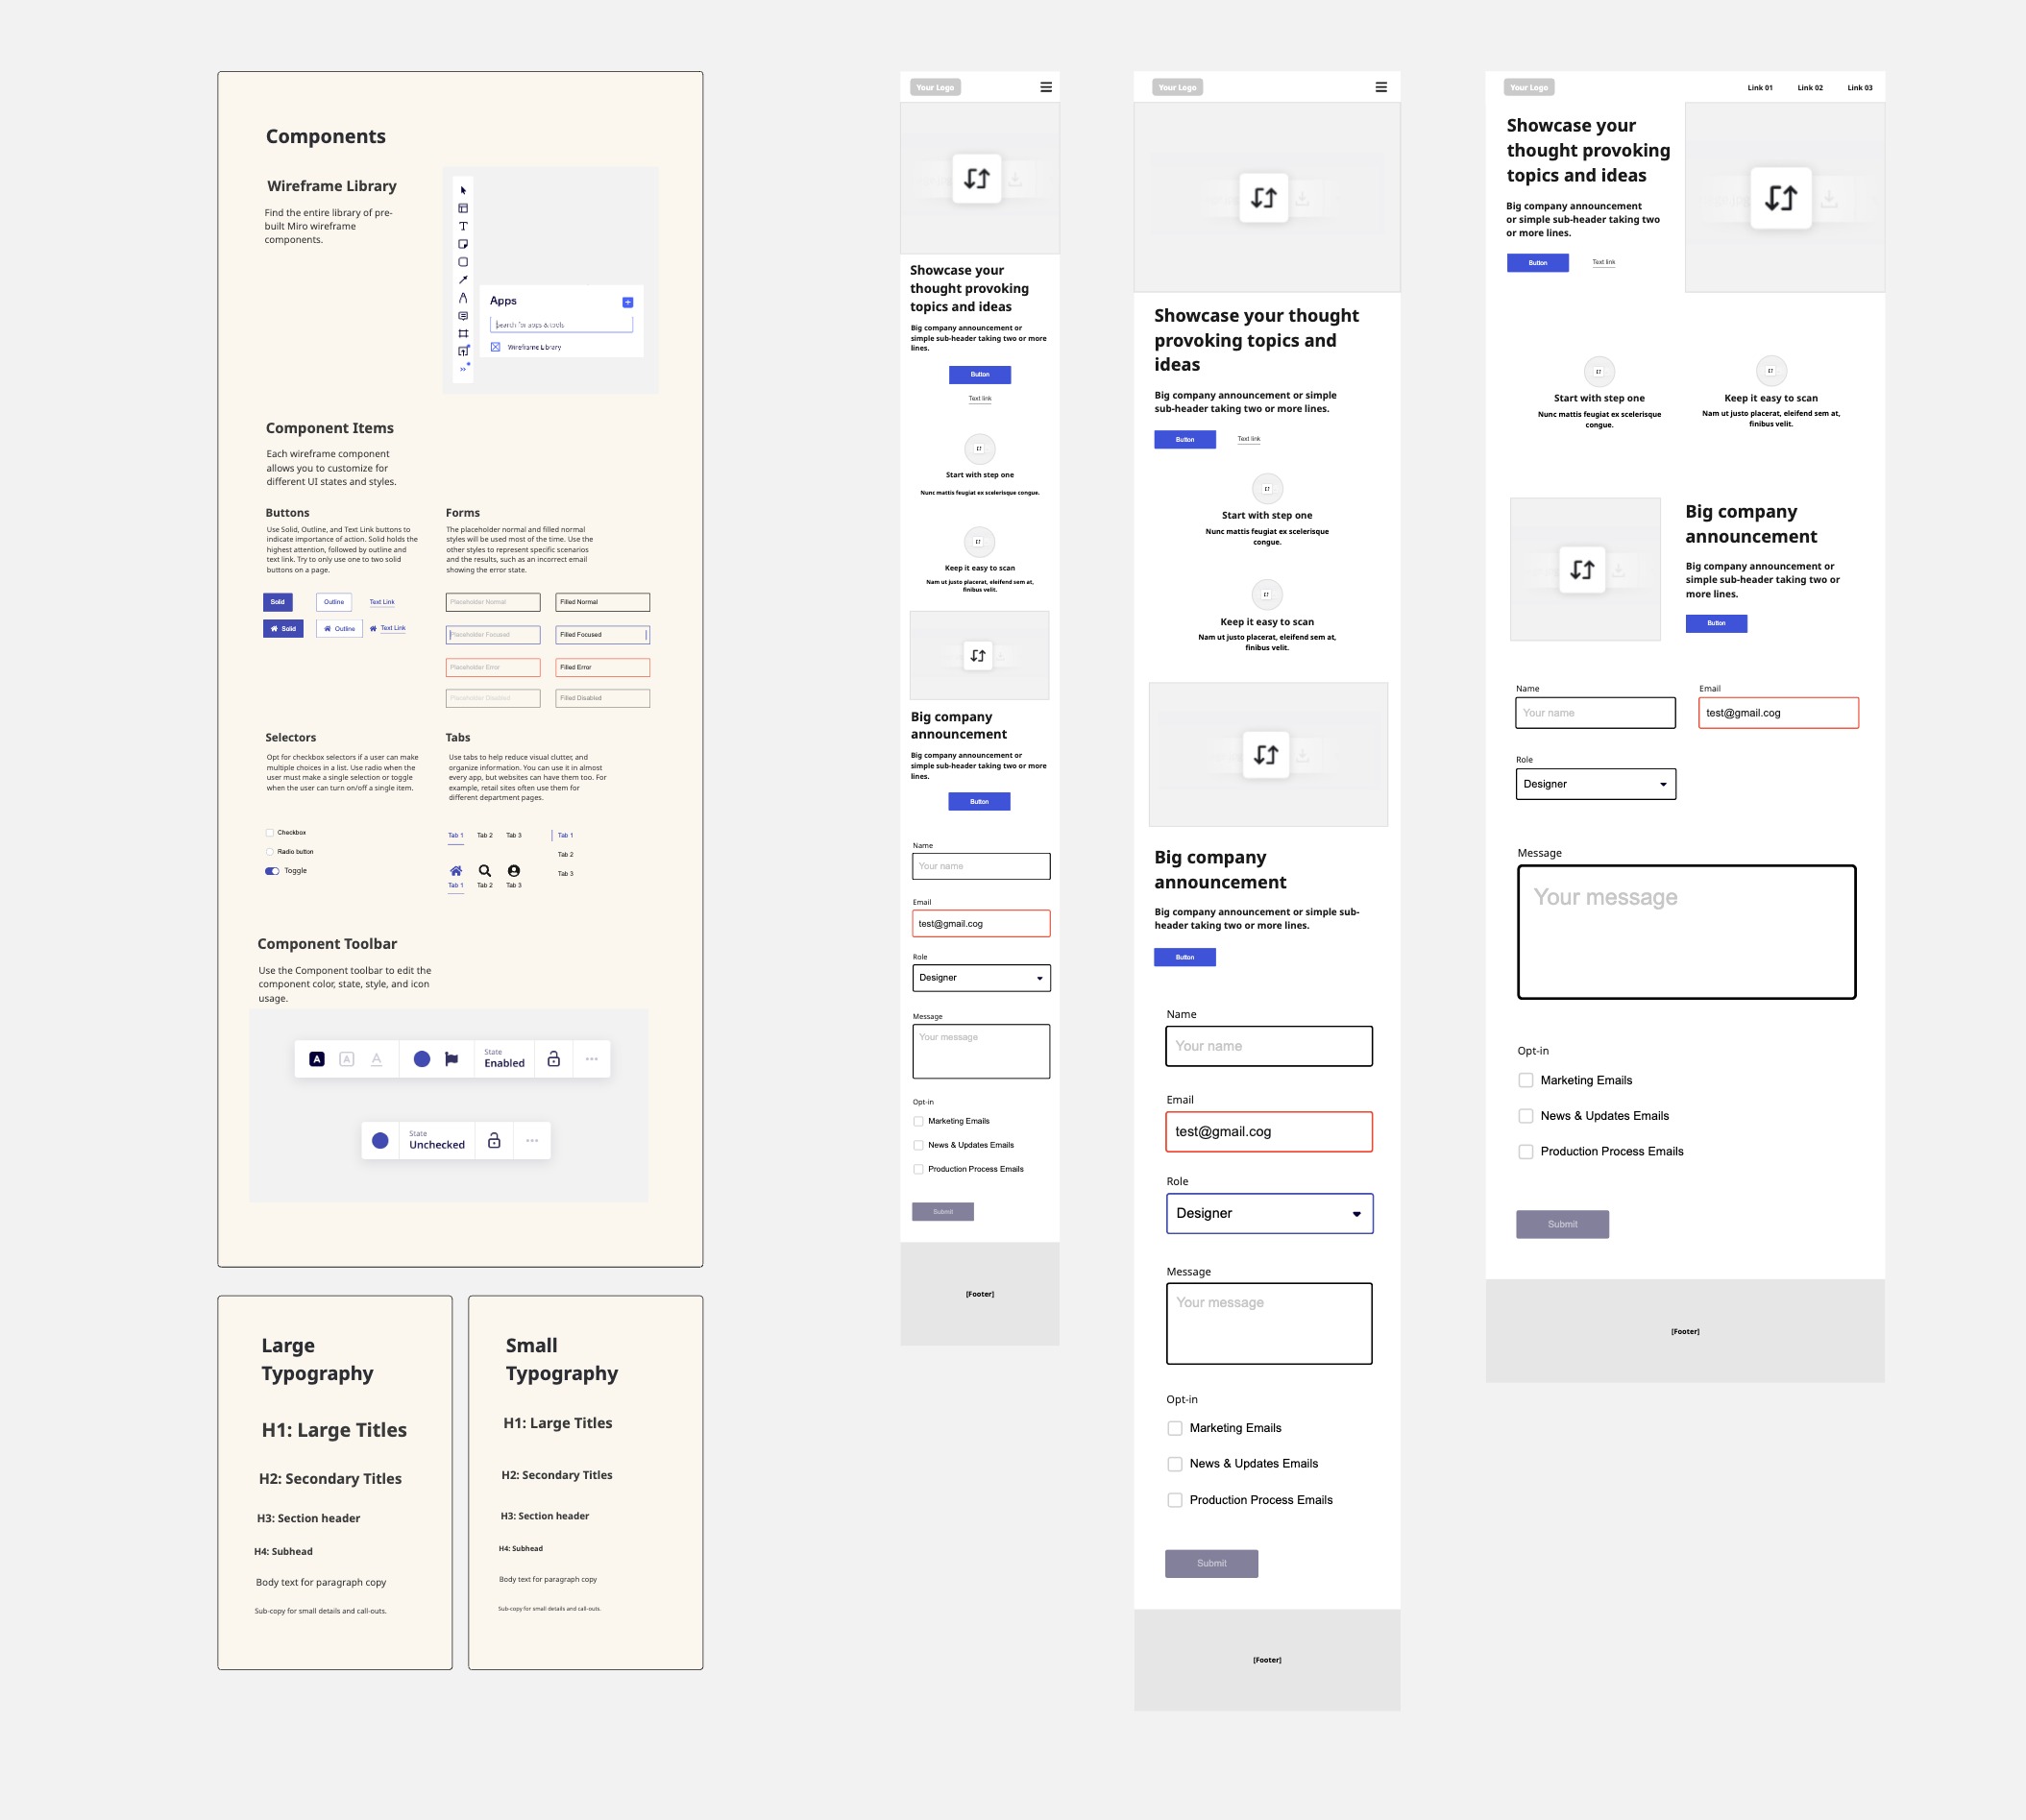 Components
Wireframe Library
Find the entire library of pre-
built Miro wireframe
components.
Apps
Search for apps & tools
Wireframe Library
Component Items
Each wireframe component
allows you to customize for
different UI states and styles.
Buttons
Use Solid, Outline, and Text Link buttons to
indicate importance of action. Solid holds the
highest attention, followed by outline and
text link. Try to only use one to two solid
buttons on a page.
Solid
Outline
Text Link
Solid
Outline
Text Link
Forms
The placeholder normal and filled normal
styles will be used most of the time. Use the
other styles to represent specific scenarios
and the results, such as an incorrect email
showing the error state.
Placeholder Normal
Filled Normal
Placeholder Focused
Filled Focused
Placeholder Error
Filled Error
Placeholder Disabled
Filled Disabled
Selectors
Opt for checkbox selectors if a user can make
multiple choices in a list. Use radio when the
user must make a single selection or toggle
when the user can turn on/off a single item.
Checkbox
Radio button
Toggle
Tabs
Use tabs to help reduce visual clutter, and
organize information. You can use it in almost
every app, but websites can have them too. For
example, retail sites often use them for
different department pages.
Tab 1
Tab 2
Tab 3
Tab 1
Tab 2
Tab 3
Tab 1
Tab 2
Tab 3
Component Toolbar
Use the Component toolbar to edit the
component color, state, style, and icon
usage.
A
A
A
State
Enabled
State
Unchecked
Large
Typography
H1: Large Titles
H2: Secondary Titles
H3: Section header
H4: Subhead
Body text for paragraph copy
Sub-copy for small details and call-outs.
Small
Typography
H1: Large Titles
H2: Secondary Titles
H3: Section header
H4: Subhead
Body text for paragraph copy
Sub-copy for small details and call-outs.
Your Logo
Showcase your
thought provoking
topics and ideas
Big company announcement or
simple sub-header taking two or more
lines.
Button
Text link
Start with step one
Nunc mattis feugiat ex scelerisque congue.
Keep it easy to scan
Nam ut justo placerat, eleifend sem at,
finibus velit.
Big company
announcement
Big company announcement or
simple sub-header taking two or more
lines.
Button
Name
Your name
Email
test@gmail.cog
Role
Designer
Message
Your message
Opt-in
Marketing Emails
News & Updates Emails
Production Process Emails
Submit
[Footer]
Your Logo
Showcase your thought
provoking topics and
ideas
Big company announcement or simple
sub-header taking two or more lines.
Button
Text link
Start with step one
Nunc mattis feugiat ex scelerisque
congue.
Keep it easy to scan
Nam ut justo placerat, eleifend sem at,
finibus velit.
Big company
announcement
Big company announcement or simple sub-
header taking two or more lines.
Button
Name
Your name
Email
test@gmail.cog
Role
Designer
Message
Your message
Opt-in
Marketing Emails
News & Updates Emails
Production Process Emails
Submit
[Footer]
Your Logo
Link 01
Link 02
Link 03
Showcase your
thought provoking
topics and ideas
Big company announcement
or simple sub-header taking two
or more lines.
Button
Text link
Start with step one
Nunc mattis feugiat ex scelerisque
congue.
Keep it easy to scan
Nam ut justo placerat, eleifend sem at,
finibus velit.
Big company
announcement
Big company announcement or
simple sub-header taking two or
more lines.
Button
Name
Your name
Email
test@gmail.cog
Role
Designer
Message
Your message
Opt-in
Marketing Emails
News & Updates Emails
Production Process Emails
Submit
[Footer]